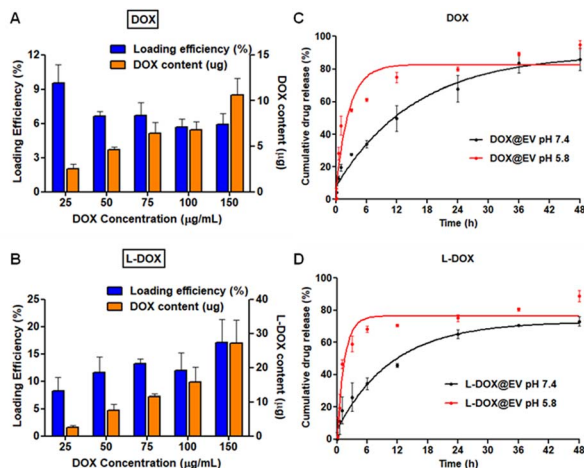 A
DOX
Loading efficiency (%)
DOX content (ug)
Loading Efficiency (%)
12
9
6
3
0
15
10
5
0
DOX content
(ug)
25 50 75 100 150
DOX Concentration (µg/mL)
B
L-DOX
Loading efficiency (%)
DOX content (ug)
Loading Efficiency (%)
25
20
15
10
5
0
40
30
20
10
0
L-DOX content
(ug)
25 50 75 100 150
DOX Concentration (µg/mL)
C
DOX
Cumulative drug release (%)
100
80
60
40
20
0
DOX@EV pH 7.4
DOX@EV pH 5.8
0 6 12 18 24 30 36 42 48
Time (h)
D
L-DOX
Cumulative drug release (%)
100
80
60
40
20
0
L-DOX@EV pH 7.4
L-DOX@EV pH 5.8
0 6 12 18 24 30 36 42 48
Time (h)